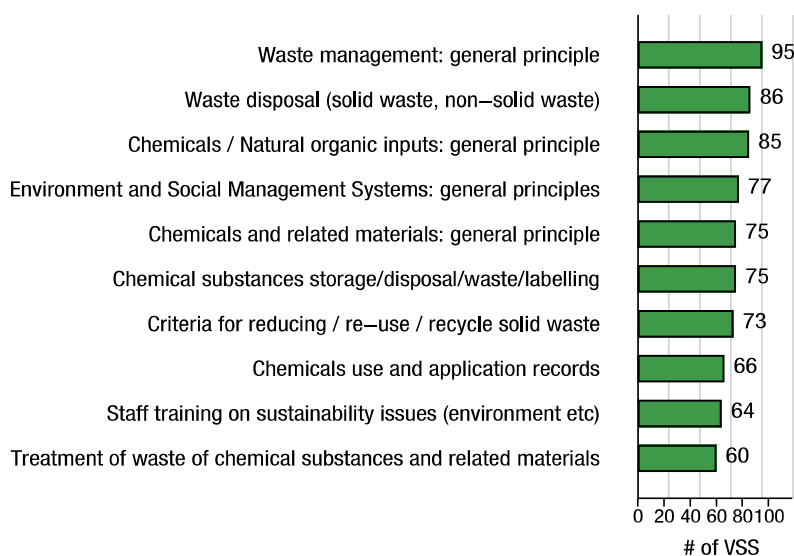 Waste management: general principle 95
Waste disposal (solid waste, non–solid waste) 86
Chemicals / Natural organic inputs: general principle 85
Environment and Social Management Systems: general principles 77
Chemicals and related materials: general principle 75
Chemical substances storage/disposal/waste/labelling 75
Criteria for reducing / re–use / recycle solid waste 73
Chemicals use and application records 66
Staff training on sustainability issues (environment etc) 64
Treatment of waste of chemical substances and related materials 60
0 20 40 60 80 100
# of VSS